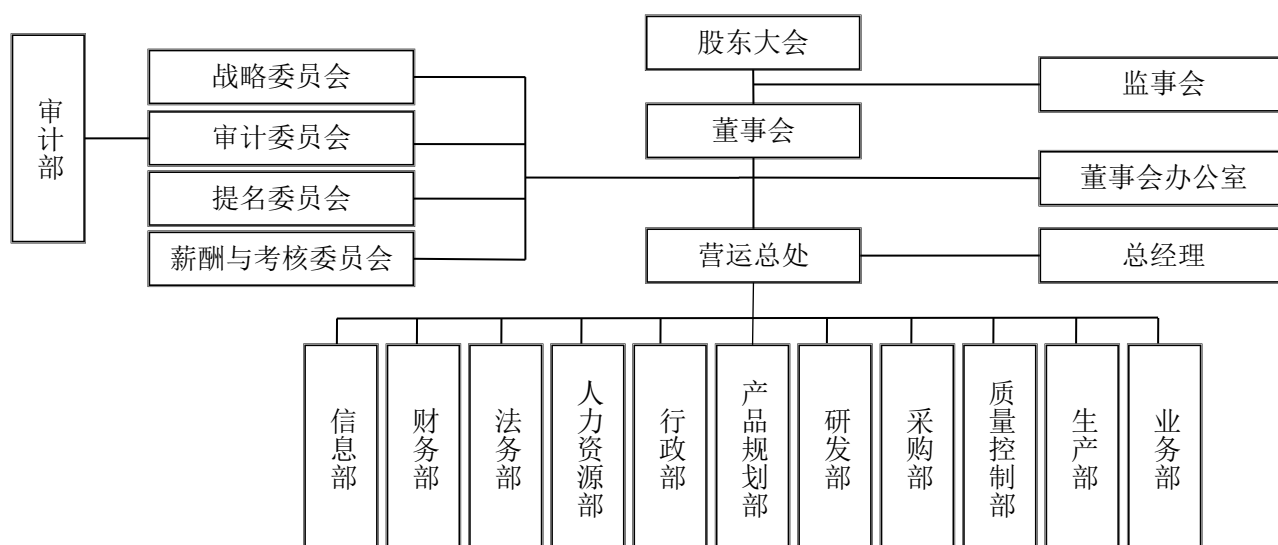 股东大会
战略委员会
监事会
审计部
审计委员会
董事会
提名委员会
董事会办公室
薪酬与考核委员会
营运总处
总经理
信息部
财务部
法务部
人力资源部
行政部
产品规划部
研发部
采购部
质量控制部
生产部
业务部